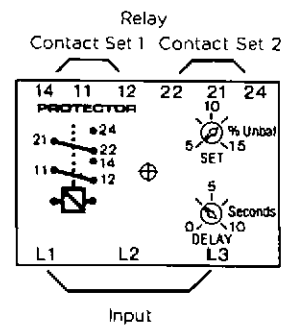 Relay
Contact Set 1 Contact Set 2
14 11 12 22 21 24
PROTECTOR
10
24
% Unbal
21
22
5 15
14
SET
11
12
5
Seconds
0 10
DELAY
L1 L2 L3
Input